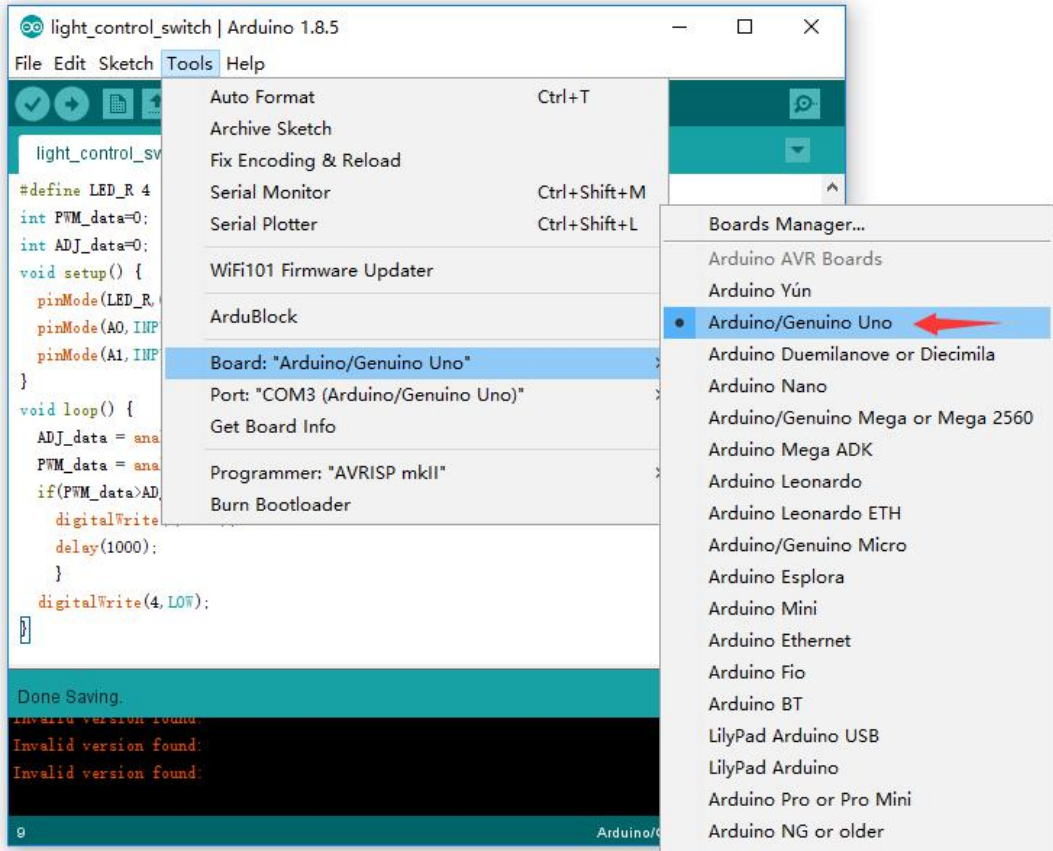 light_control_switch | Arduino 1.8.5
File Edit Sketch Tools Help
light_control_sw
#define LED_R 4
int PWM_data=0;
int ADJ_data=0;
void setup() {
pinMode(LED_R,
pinMode(A0,INP
pinMode(A1,INP
}
void loop() {
ADJ_data = ana
PWM_data = ana
if(PWM_data>AD
digitalWrite
delay(1000);
}
digitalWrite(4,LOW);
}
Done Saving.
Invalid version found:
Invalid version found:
Invalid version found:
9 Arduino/G
Auto Format Ctrl+T
Archive Sketch
Fix Encoding & Reload
Serial Monitor Ctrl+Shift+M
Serial Plotter Ctrl+Shift+L
WiFi101 Firmware Updater
ArduBlock
Board: "Arduino/Genuino Uno"
Port: "COM3 (Arduino/Genuino Uno)"
Get Board Info
Programmer: "AVRISP mkII"
Burn Bootloader
Boards Manager...
Arduino AVR Boards
Arduino Yún
Arduino/Genuino Uno
Arduino Duemilanove or Diecimila
Arduino Nano
Arduino/Genuino Mega or Mega 2560
Arduino Mega ADK
Arduino Leonardo
Arduino Leonardo ETH
Arduino/Genuino Micro
Arduino Esplora
Arduino Mini
Arduino Ethernet
Arduino Fio
Arduino BT
LilyPad Arduino USB
LilyPad Arduino
Arduino Pro or Pro Mini
Arduino NG or older